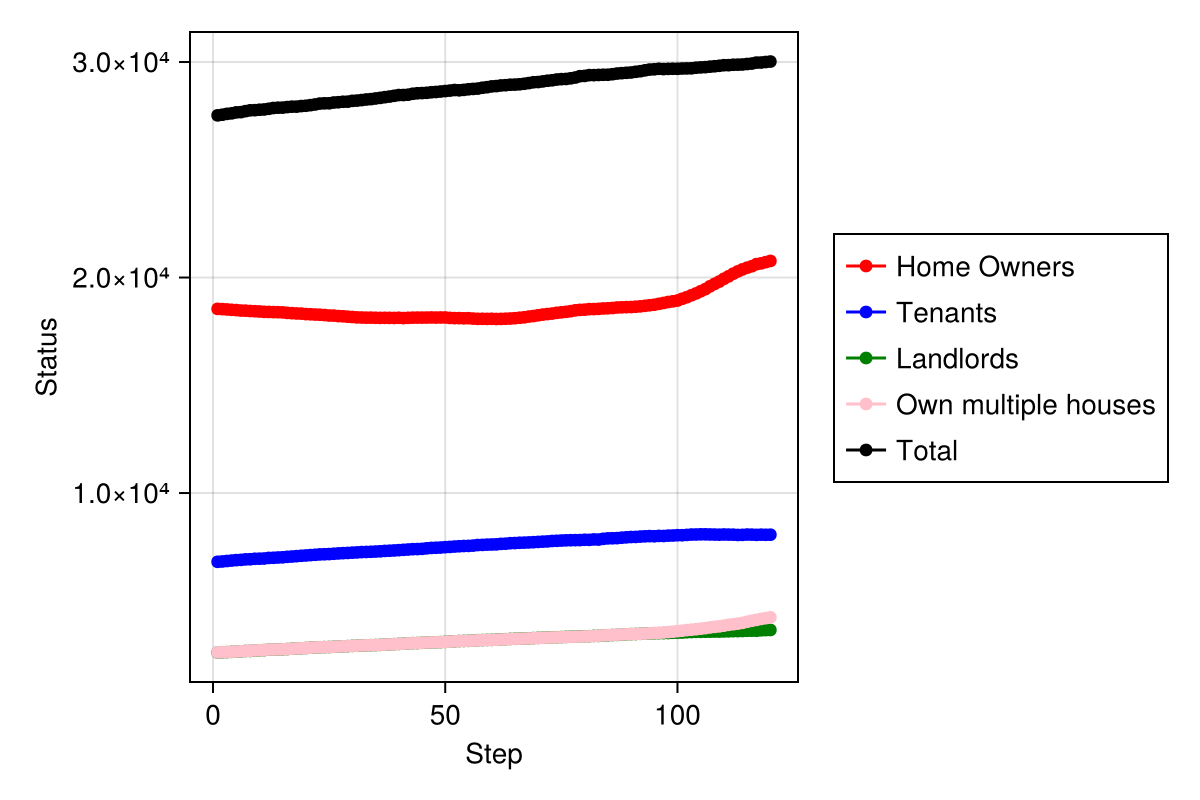 3.0×10⁴
2.0×10⁴
1.0×10⁴
Status
0
50
100
Step
Home Owners
Tenants
Landlords
Own multiple houses
Total